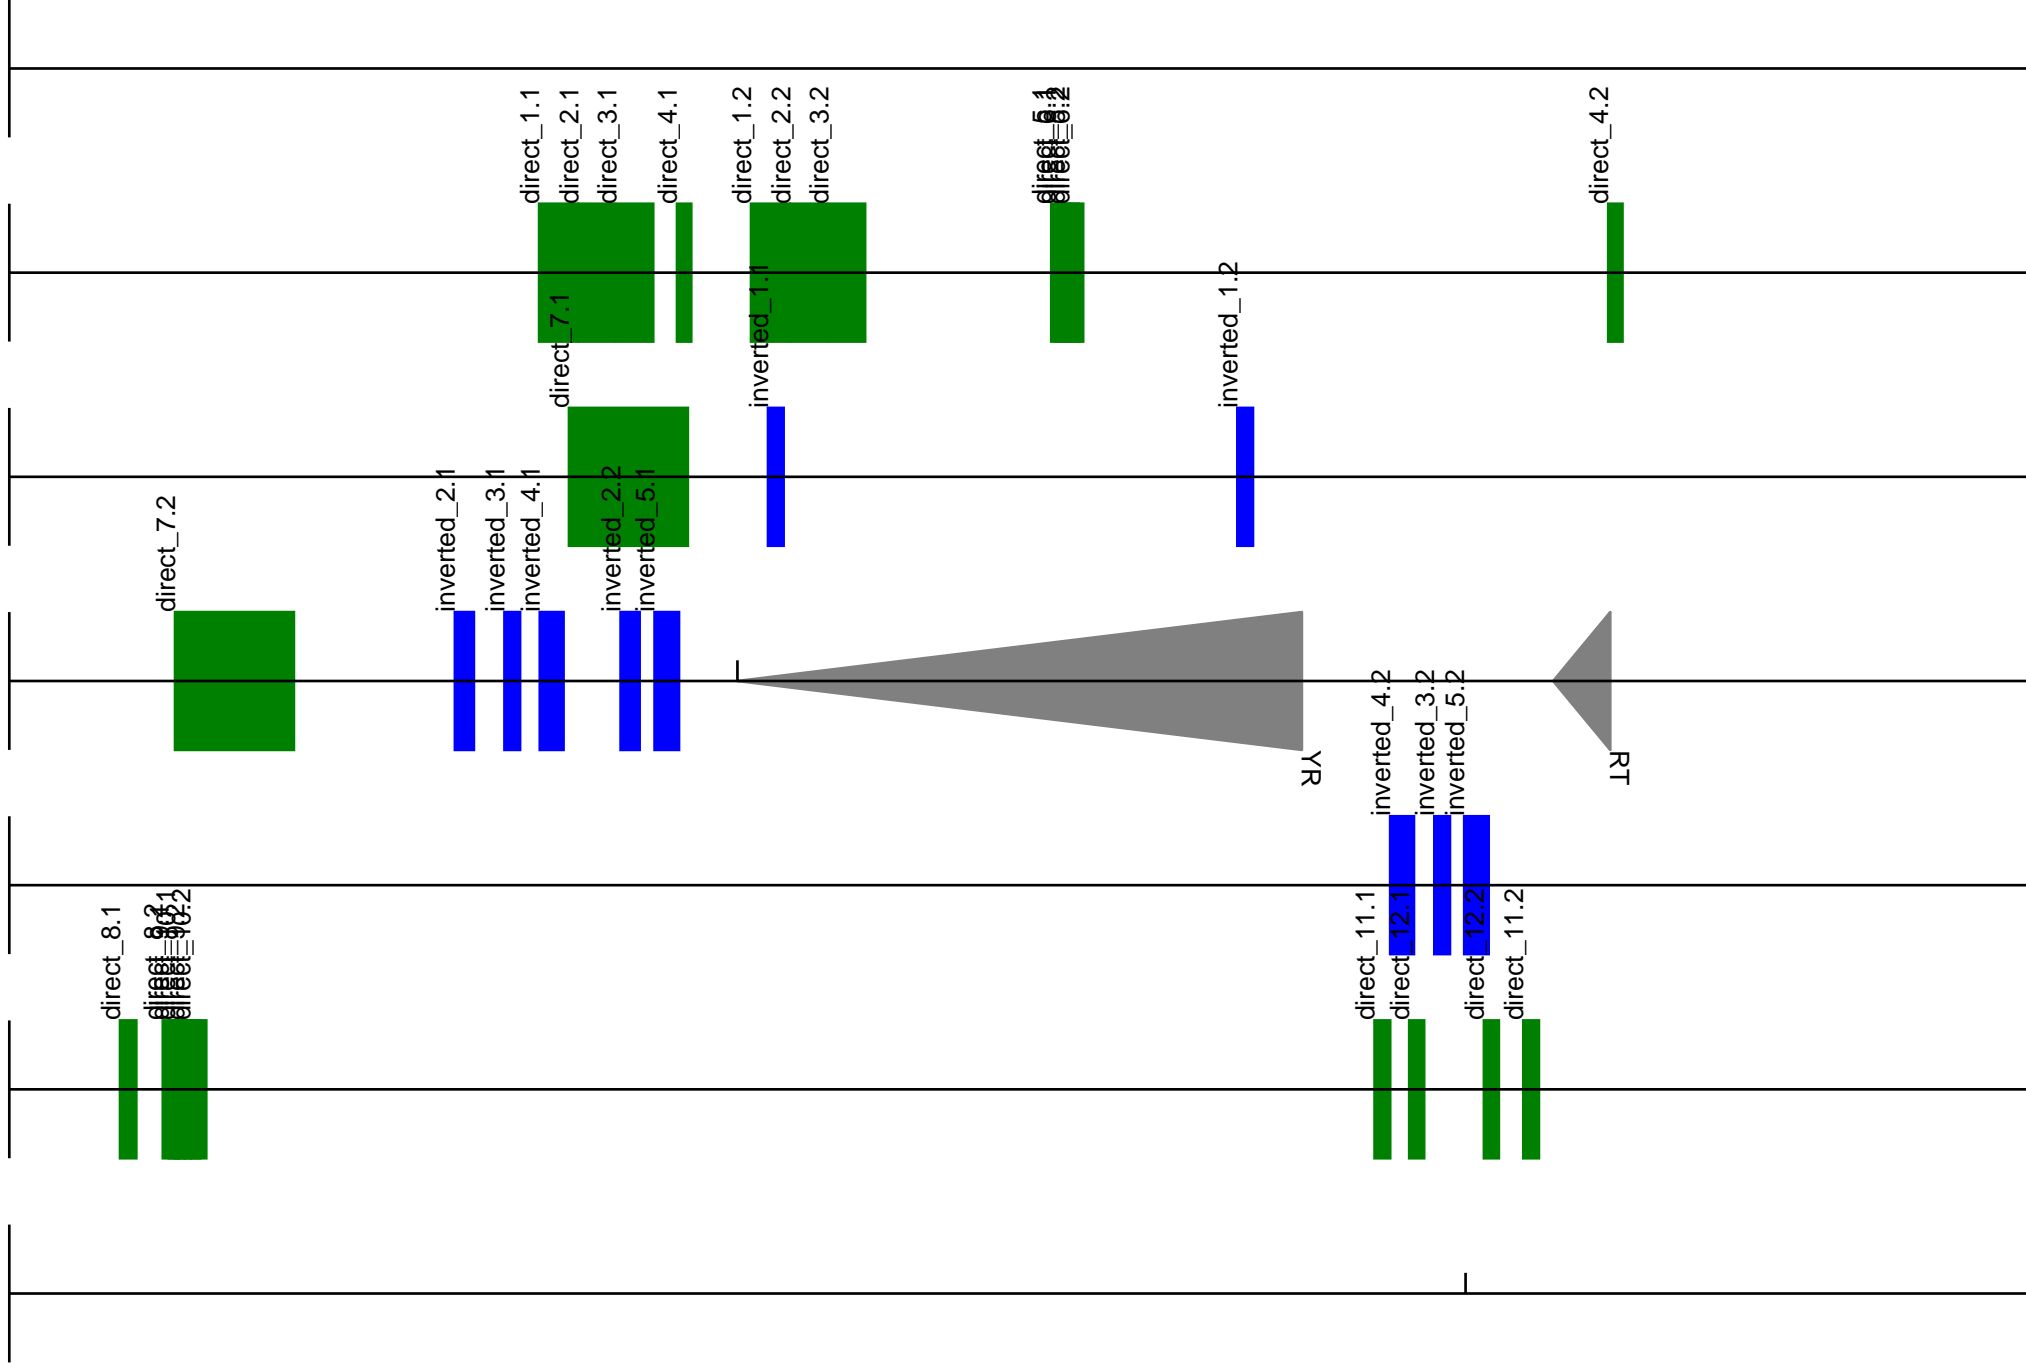 direct_1.1
direct_2.1
direct_3.1
direct_4.1
direct_1.2
direct_2.2
direct_3.2
direct_4.2
direct_7.1
inverted_1.1
inverted_1.2
direct_7.2
inverted_2.1
inverted_3.1
inverted_4.1
inverted_2.2
inverted_5.1
YR
RT
inverted_4.2
inverted_3.2
inverted_5.2
direct_8.1
direct_11.1
direct_12.1
direct_12.2
direct_11.2